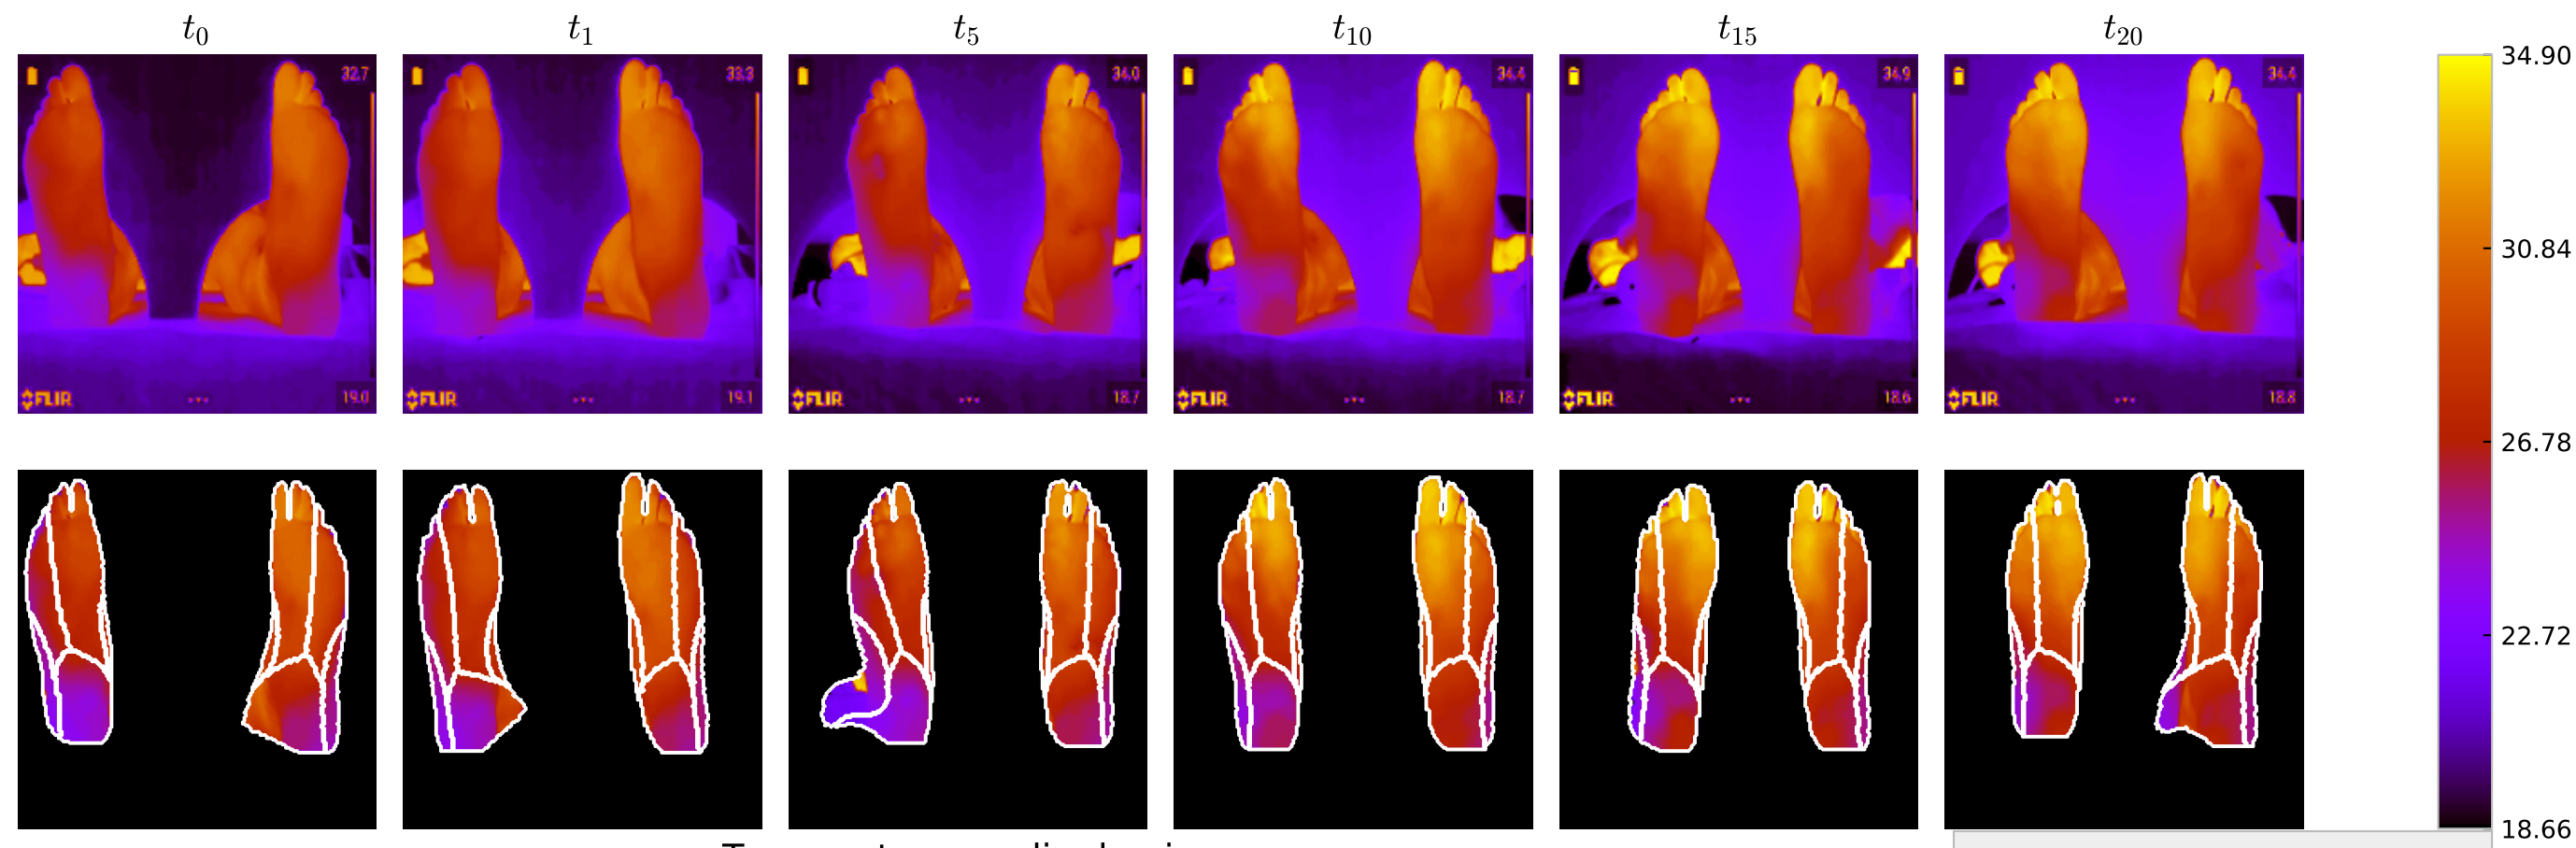 t₀ t₁ t₅ t₁₀ t₁₅ t₂₀
32.7 33.3 34.0 34.4 34.9 34.4
FLIR 19.0 FLIR 19.1 FLIR 18.7 FLIR 18.7 FLIR 18.6 FLIR 18.8
34.90
30.84
26.78
22.72
18.66